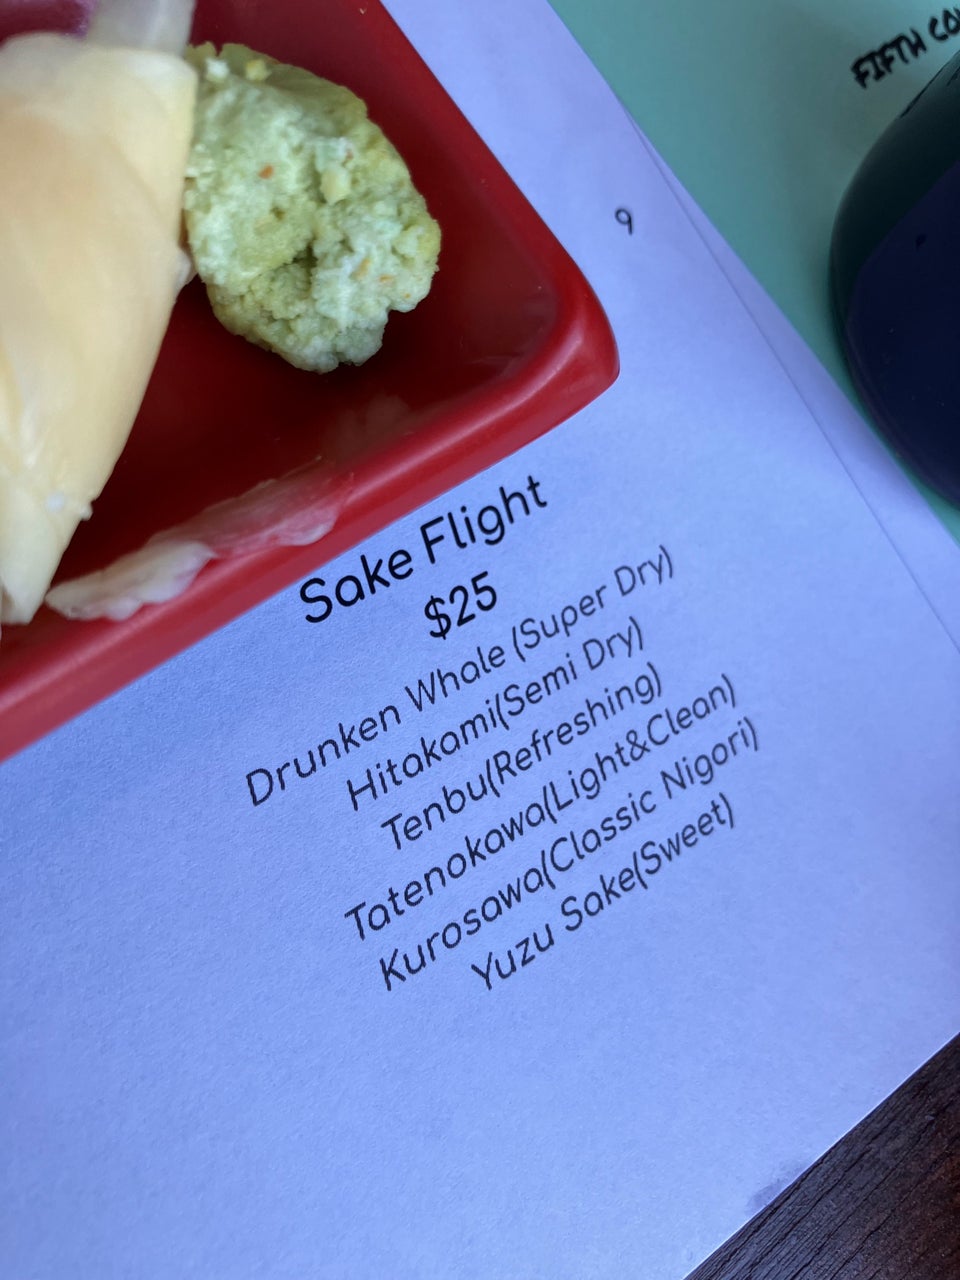 FIFTH
9
Sake Flight
$25
Drunken Whale (Super Dry)
Hitakami(Semi Dry)
Tenbu(Refreshing)
Tatenokawa(Light&Clean)
Kurosawa(Classic Nigori)
Yuzu Sake(Sweet)